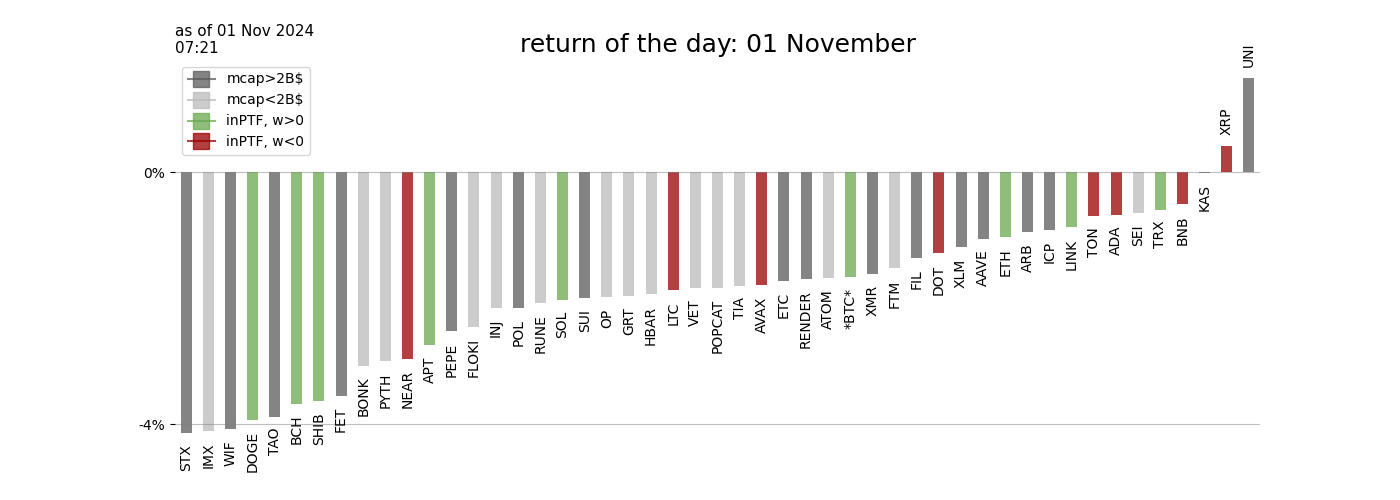 as of 01 Nov 2024
07:21
return of the day: 01 November
mcap>2B$
mcap<2B$
inPTF, w>0
inPTF, w<0
0%
-4%
STX
IMX
WIF
DOGE
TAO
BCH
SHIB
FET
BONK
PYTH
NEAR
APT
PEPE
FLOKI
INJ
POL
RUNE
SOL
SUI
OP
GRT
HBAR
LTC
VET
POPCAT
TIA
AVAX
ETC
RENDER
ATOM
*BTC*
XMR
FTM
FIL
DOT
XLM
AAVE
ETH
ARB
ICP
LINK
TON
ADA
SEI
TRX
BNB
KAS
XRP
UNI